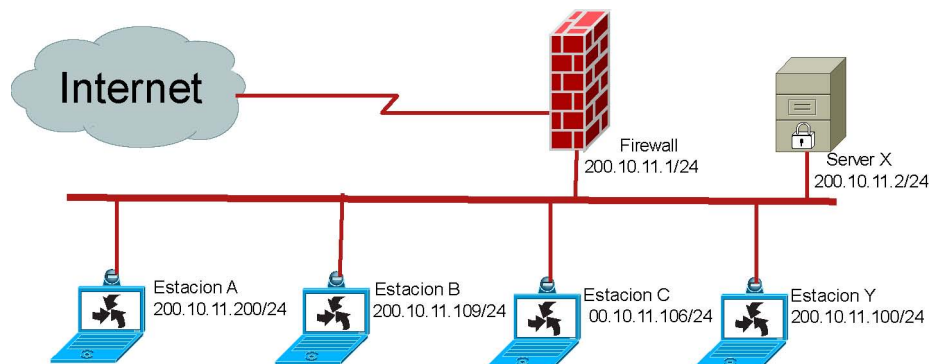 Internet
Firewall
200.10.11.1/24
Server X
200.10.11.2/24
Estacion A
200.10.11.200/24
Estacion B
200.10.11.109/24
Estacion C
00.10.11.106/24
Estacion Y
200.10.11.100/24